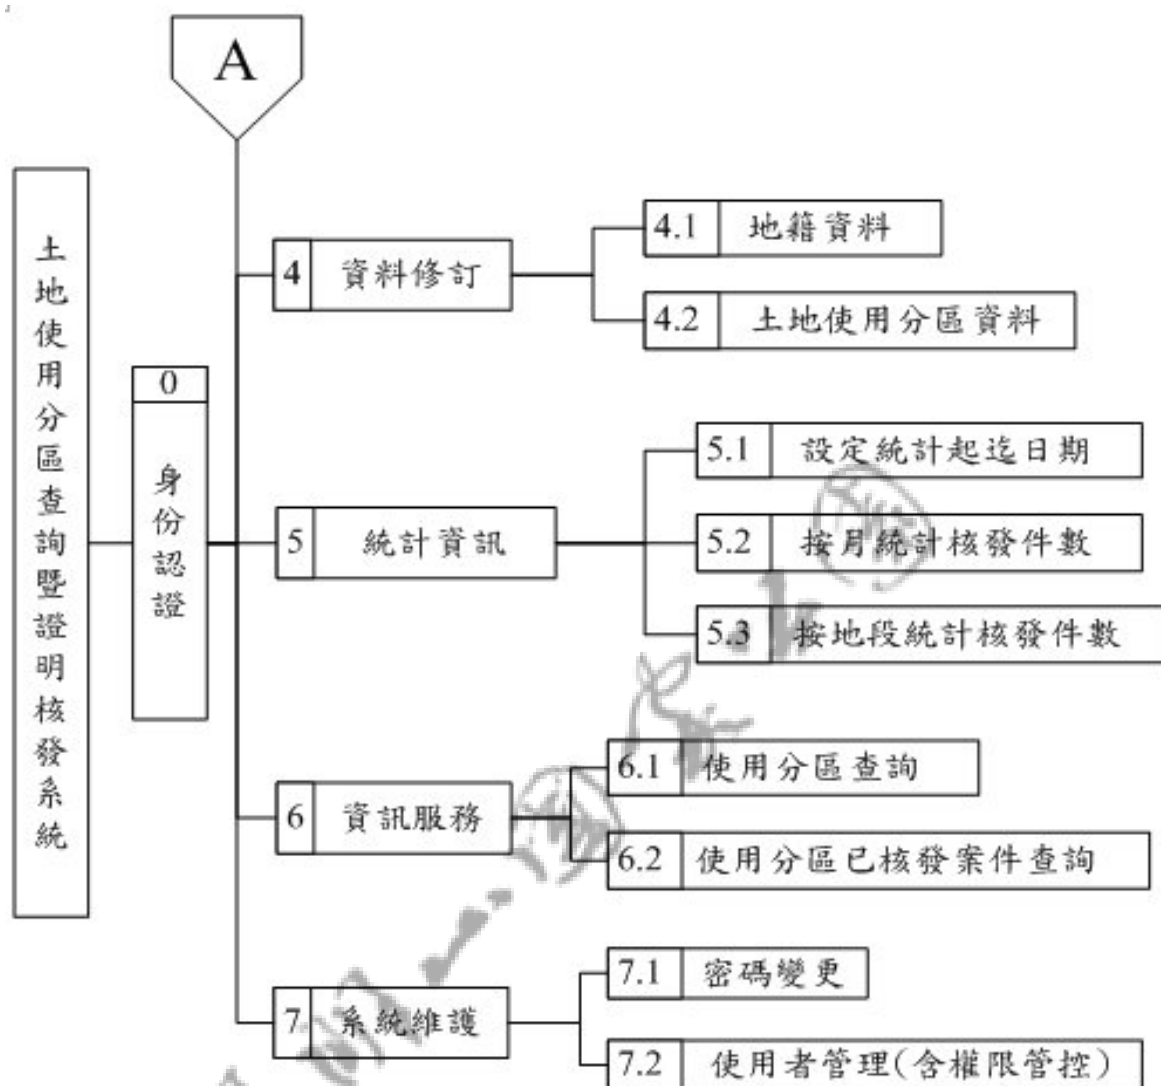 A
土地使用分區查詢暨證明核發系統
0
身份認證
4 資料修訂
4.1 地籍資料
4.2 土地使用分區資料
5 統計資訊
5.1 設定統計起迄日期
5.2 按月統計核發件數
5.3 按地段統計核發件數
6 資訊服務
6.1 使用分區查詢
6.2 使用分區已核發案件查詢
7 系統維護
7.1 密碼變更
7.2 使用者管理(含權限管控)